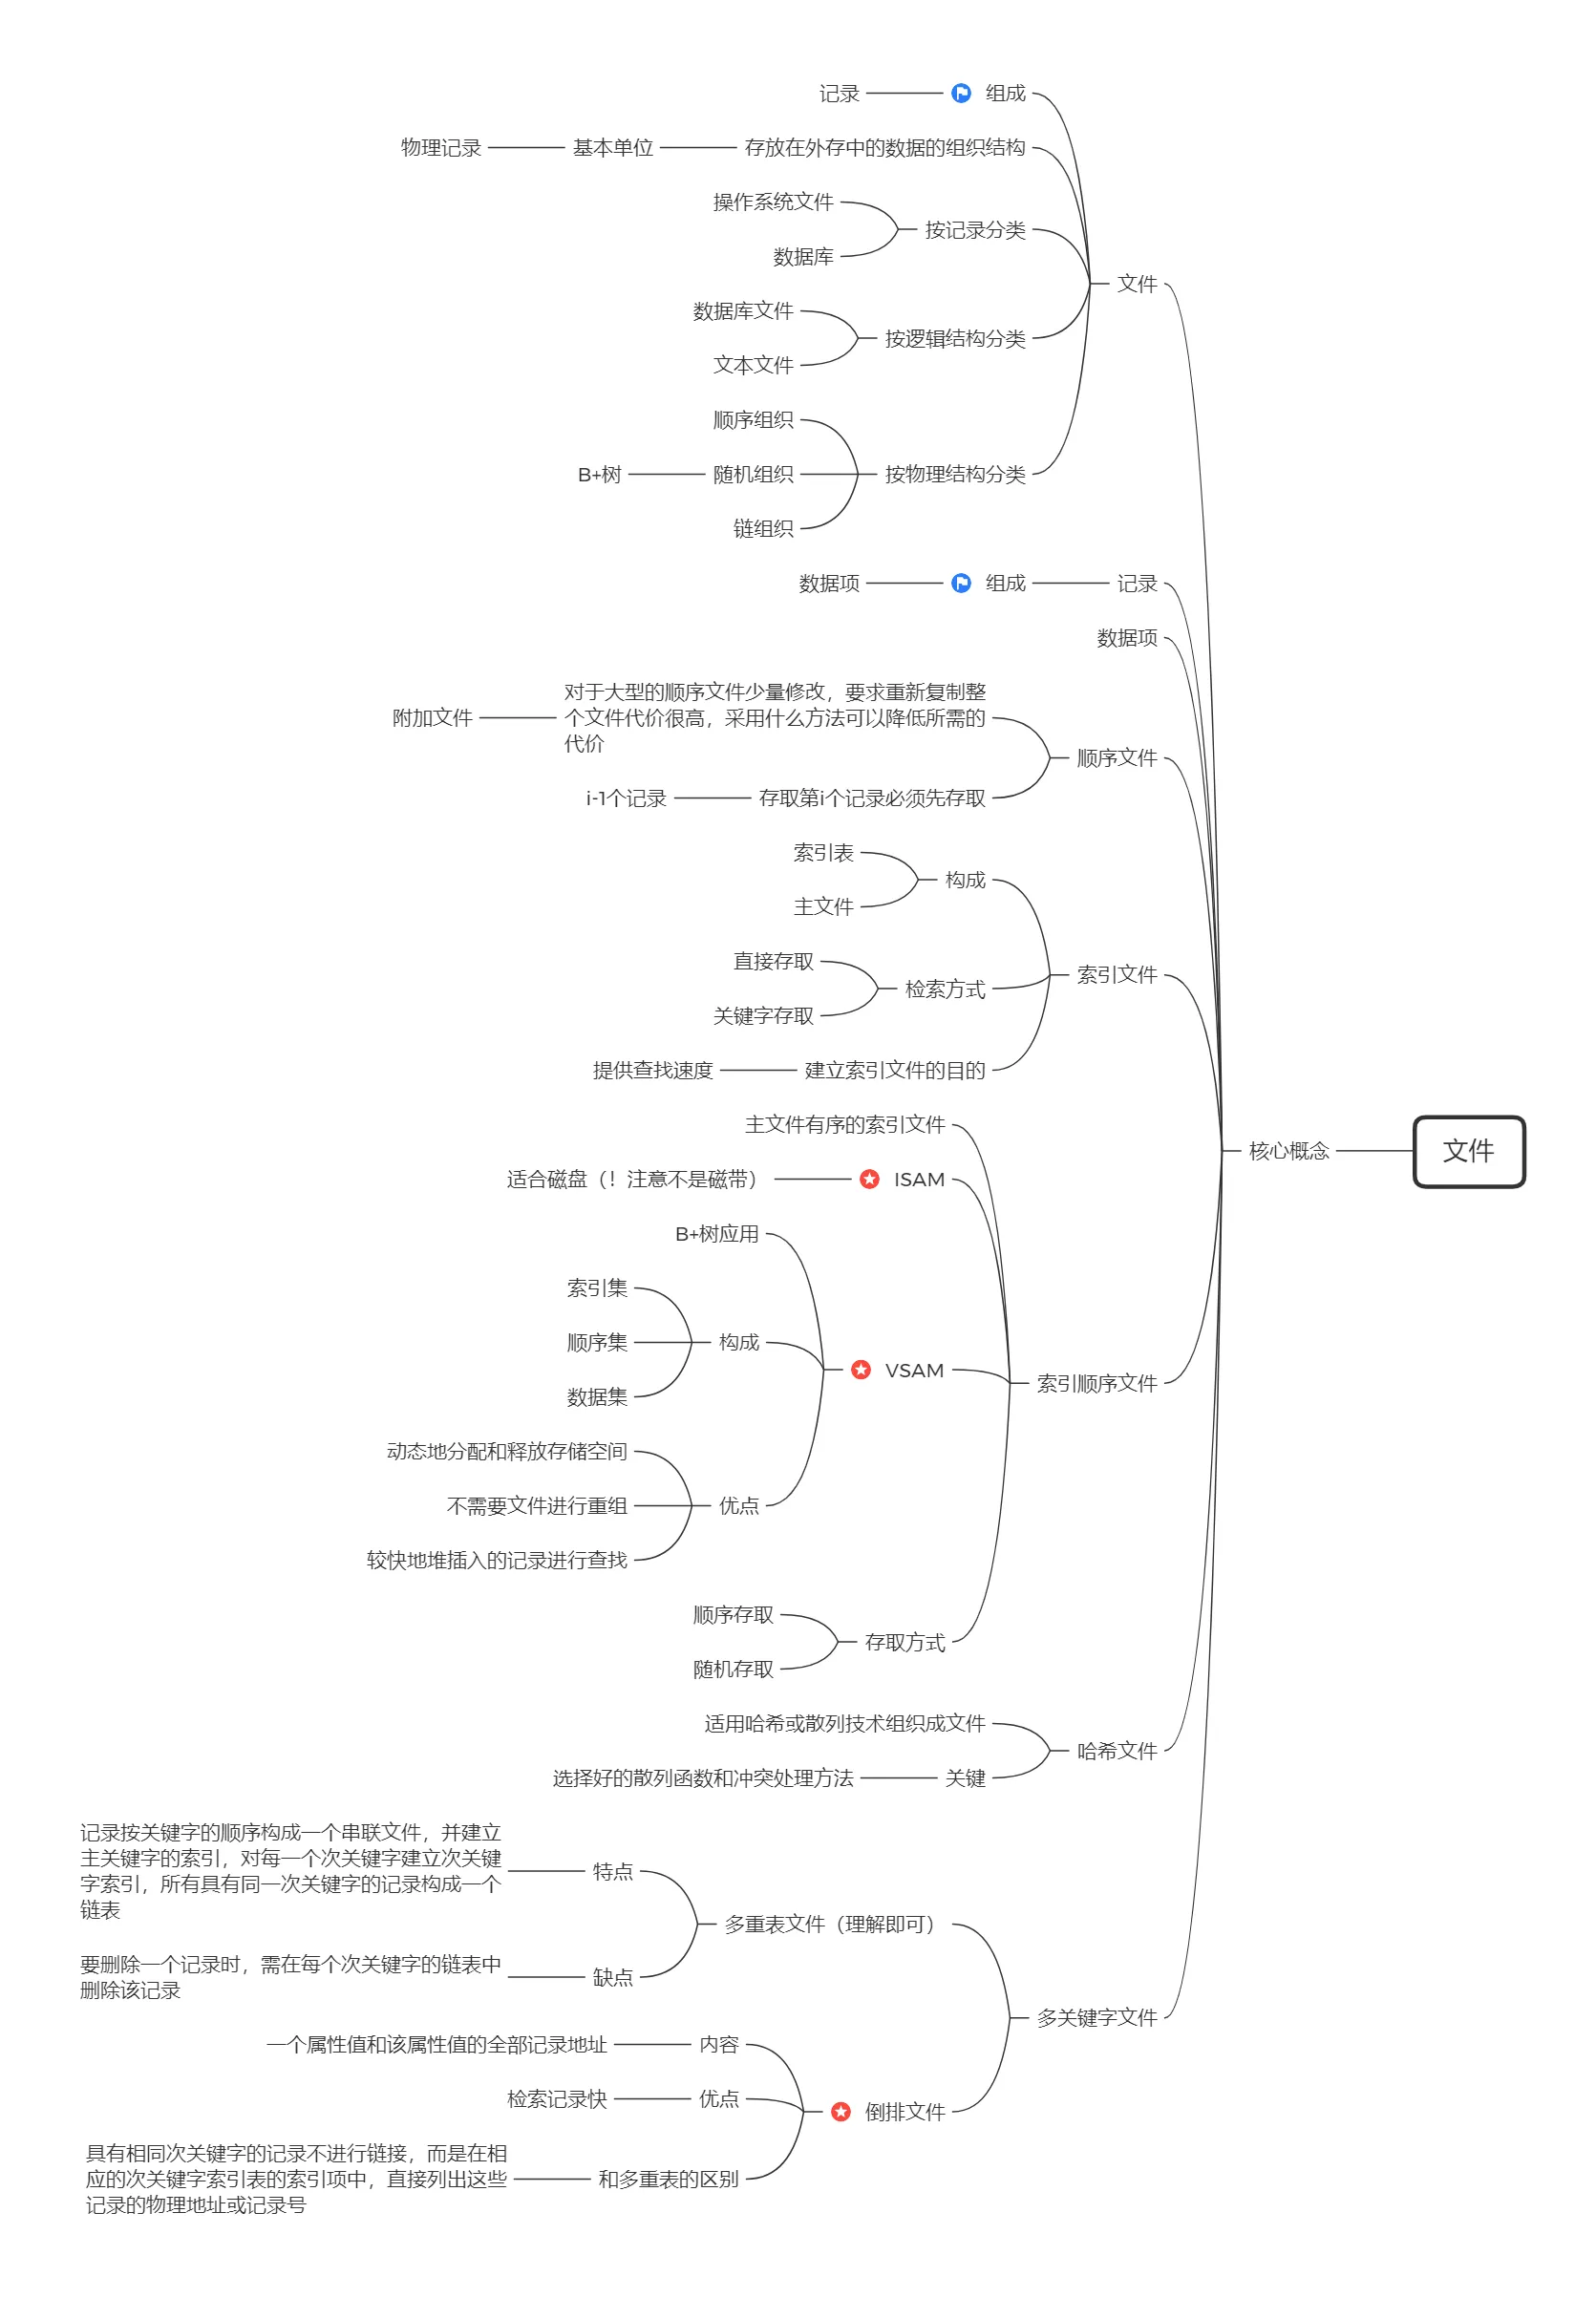 记录
组成
物理记录
基本单位
存放在外存中的数据的组织结构
操作系统文件
按记录分类
数据库
文件
数据库文件
按逻辑结构分类
文本文件
顺序组织
B+树
随机组织
按物理结构分类
链组织
数据项
组成
记录
数据项
对于大型的顺序文件少量修改，要求重新复制整
个文件代价很高，采用什么方法可以降低所需的
代价
附加文件
顺序文件
i-1个记录
存取第i个记录必须先存取
索引表
构成
主文件
直接存取
索引文件
检索方式
关键字存取
提供查找速度
建立索引文件的目的
主文件有序的索引文件
核心概念
文件
适合磁盘（！注意不是磁带）
ISAM
B+树应用
索引集
顺序集
构成
VSAM
索引顺序文件
数据集
动态地分配和释放存储空间
不需要文件进行重组
优点
较快地堆插入的记录进行查找
顺序存取
存取方式
随机存取
适用哈希或散列技术组织成文件
哈希文件
选择好的散列函数和冲突处理方法
关键
记录按关键字的顺序构成一个串联文件，并建立
主关键字的索引，对每一个次关键字建立次关键
字索引，所有具有同一次关键字的记录构成一个
链表
特点
多重表文件（理解即可）
要删除一个记录时，需在每个次关键字的链表中
删除该记录
缺点
多关键字文件
一个属性值和该属性值的全部记录地址
内容
检索记录快
优点
倒排文件
具有相同次关键字的记录不进行链接，而是在相
应的次关键字索引表的索引项中，直接列出这些
记录的物理地址或记录号
和多重表的区别